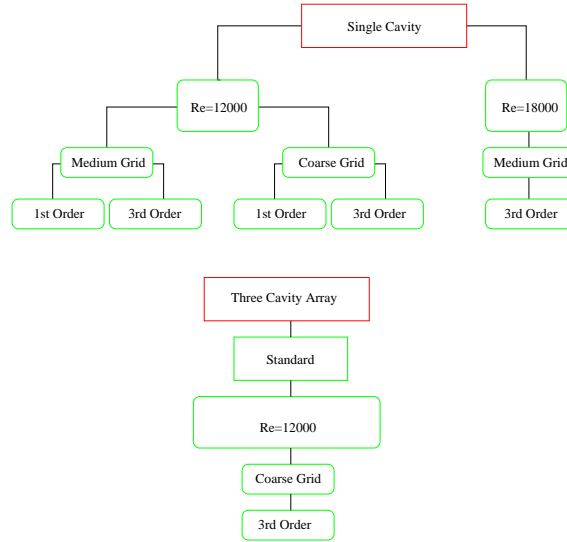 Single Cavity
Re=12000
Re=18000
Medium Grid
Coarse Grid
Medium Grid
1st Order
3rd Order
1st Order
3rd Order
3rd Order
Three Cavity Array
Standard
Re=12000
Coarse Grid
3rd Order